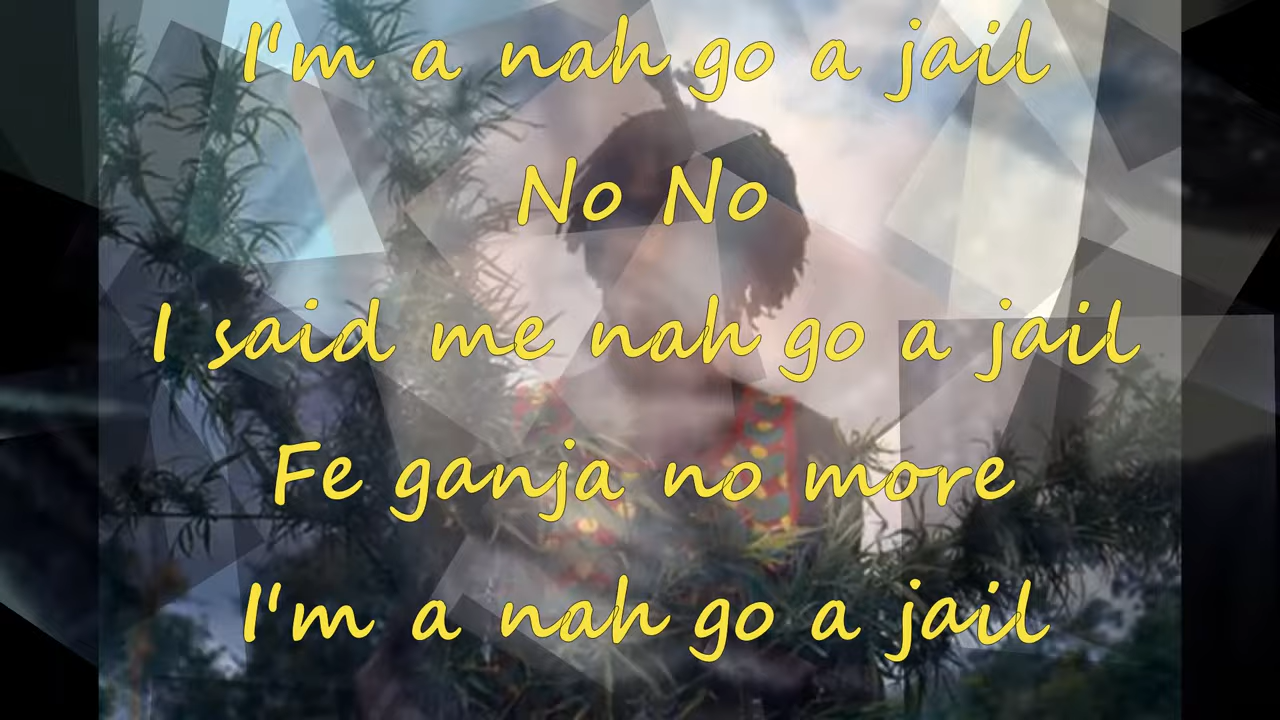 I'm a nah go a jail
No No
I said me nah go a jail
Fe ganja no more
I'm a nah go a jail